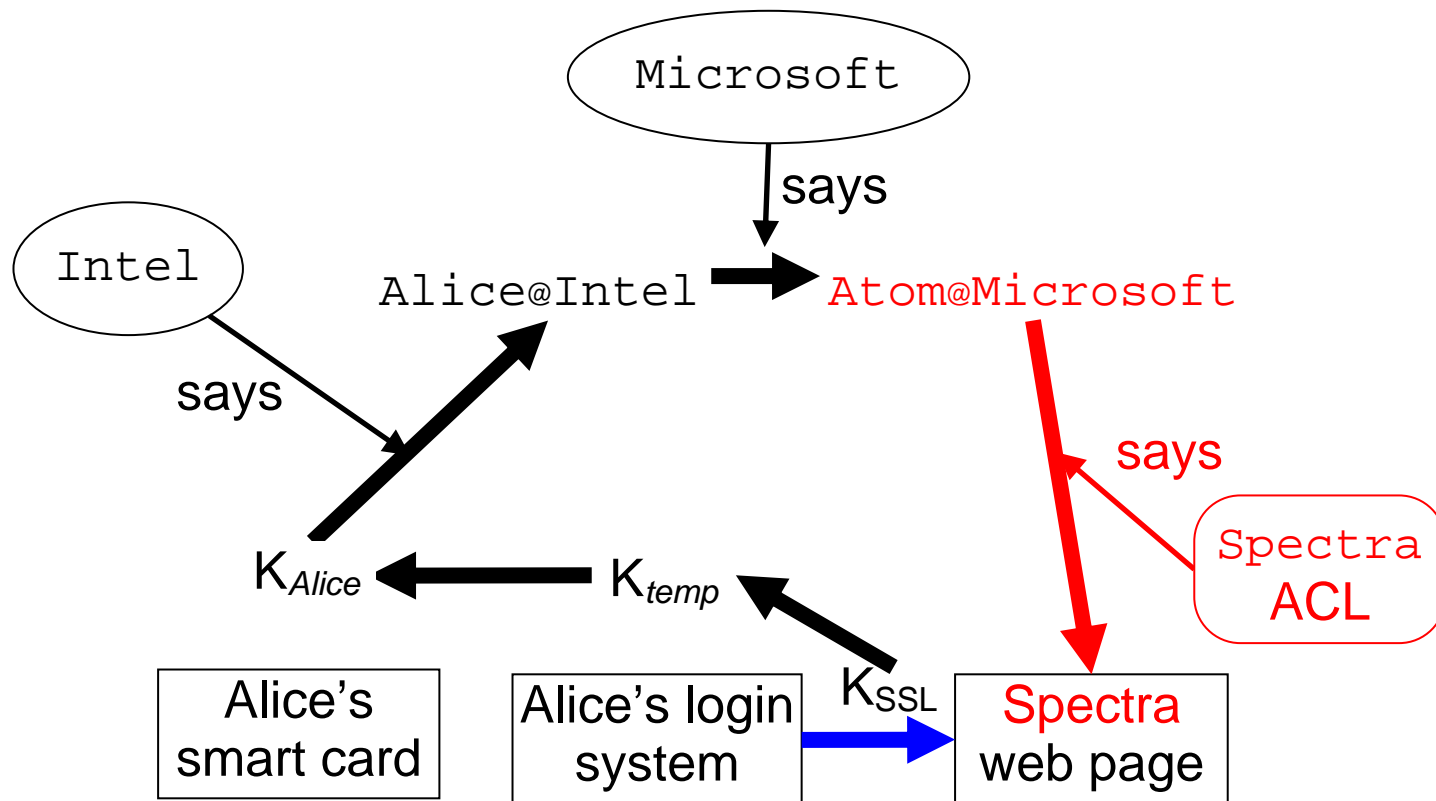 Microsoft
says
Intel
Alice@Intel
Atom@Microsoft
says
says
Spectra
ACL
KAlice
Ktemp
KSSL
Alice’s
smart card
Alice’s login
system
Spectra
web page